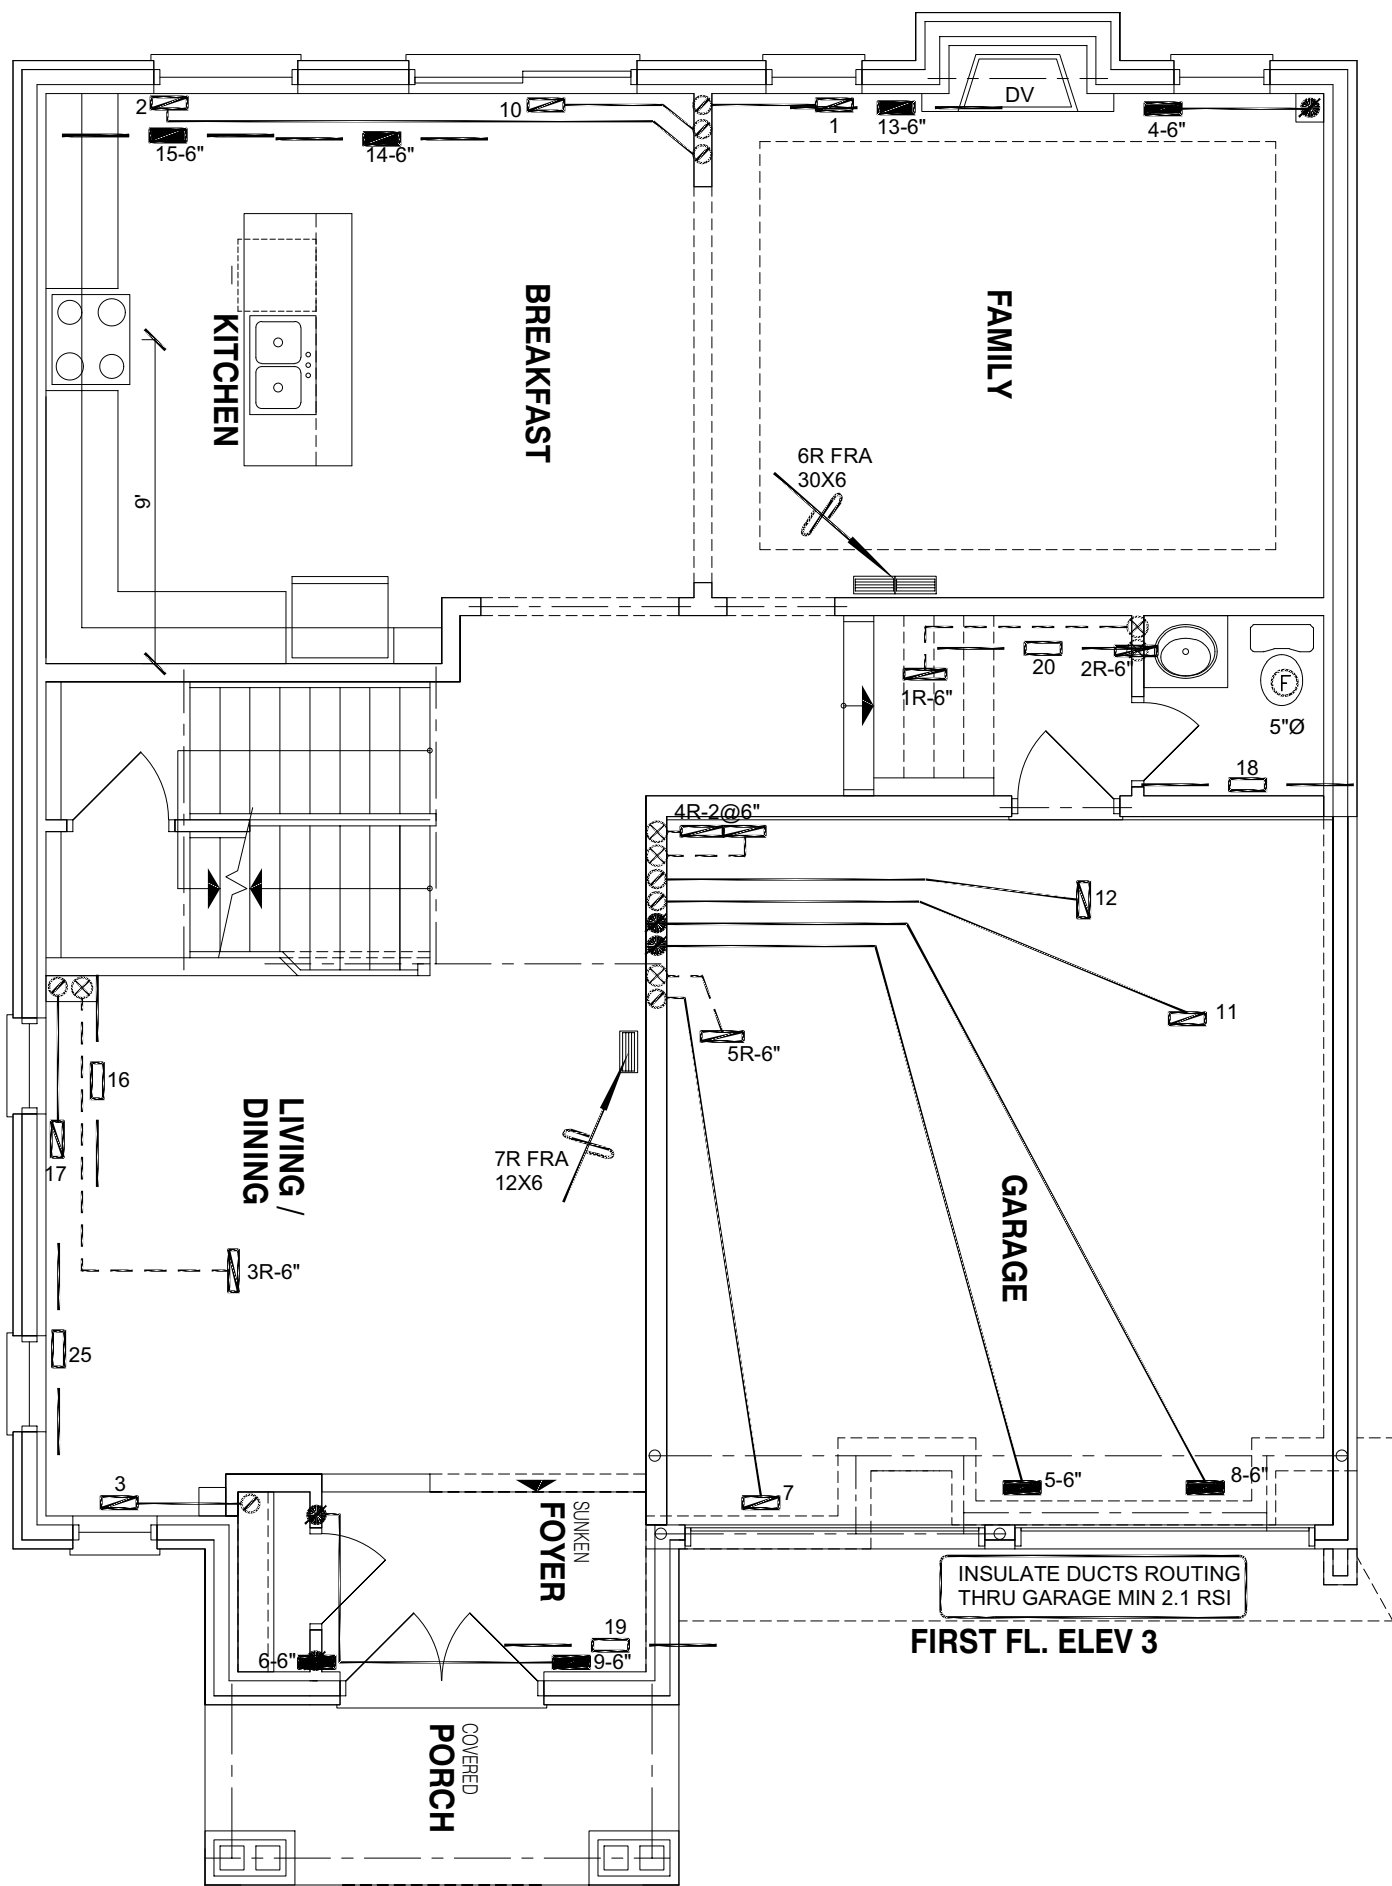 2
10
1
DV
13-6"
4-6"
15-6"
14-6"
KITCHEN
BREAKFAST
FAMILY
6R FRA
30X6
6'
1R-6"
20
2R-6"
F
5"Ø
18
4R-2@6"
12
11
5R-6"
16
17
LIVING /
DINING
7R FRA
12X6
GARAGE
3R-6"
25
3
7
5-6"
8-6"
SUNKEN
FOYER
INSULATE DUCTS ROUTING
THRU GARAGE MIN 2.1 RSI
FIRST FL. ELEV 3
19
6-6"
9-6"
COVERED
PORCH